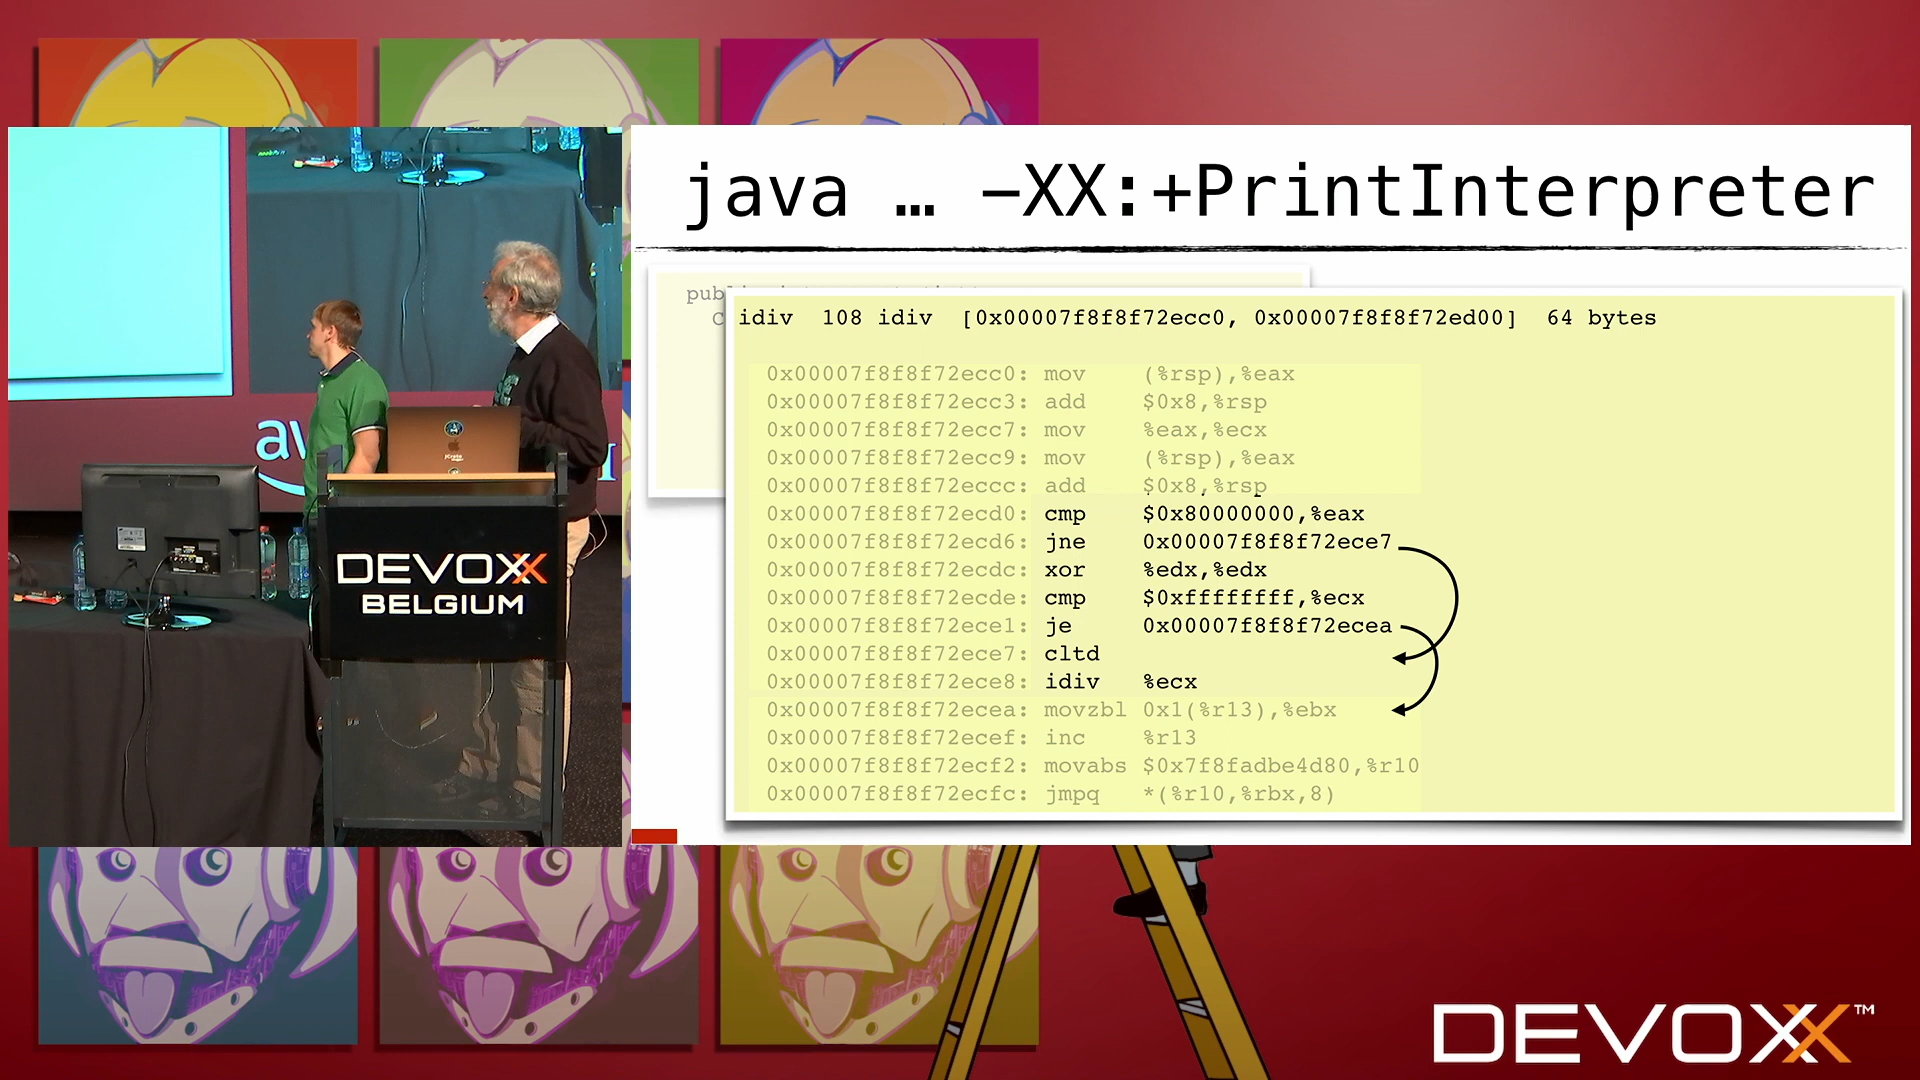 java … –XX:+PrintInterpreter
pub
C
idiv  108 idiv  [0x00007f8f8f72ecc0, 0x00007f8f8f72ed00]  64 bytes
0x00007f8f8f72ecc0: mov    (%rsp),%eax
0x00007f8f8f72ecc3: add    $0x8,%rsp
0x00007f8f8f72ecc7: mov    %eax,%ecx
0x00007f8f8f72ecc9: mov    (%rsp),%eax
0x00007f8f8f72eccc: add    $0x8,%rsp
0x00007f8f8f72ecd0: cmp    $0x80000000,%eax
0x00007f8f8f72ecd6: jne    0x00007f8f8f72ece7
0x00007f8f8f72ecdc: xor    %edx,%edx
0x00007f8f8f72ecde: cmp    $0xffffffff,%ecx
0x00007f8f8f72ece1: je     0x00007f8f8f72ecea
0x00007f8f8f72ece7: cltd
0x00007f8f8f72ece8: idiv   %ecx
0x00007f8f8f72ecea: movzbl 0x1(%r13),%ebx
0x00007f8f8f72ecef: inc    %r13
0x00007f8f8f72ecf2: movabs $0x7f8fadbe4d80,%r10
0x00007f8f8f72ecfc: jmpq   *(%r10,%rbx,8)
DEVOXX
BELGIUM
DEVOXX™